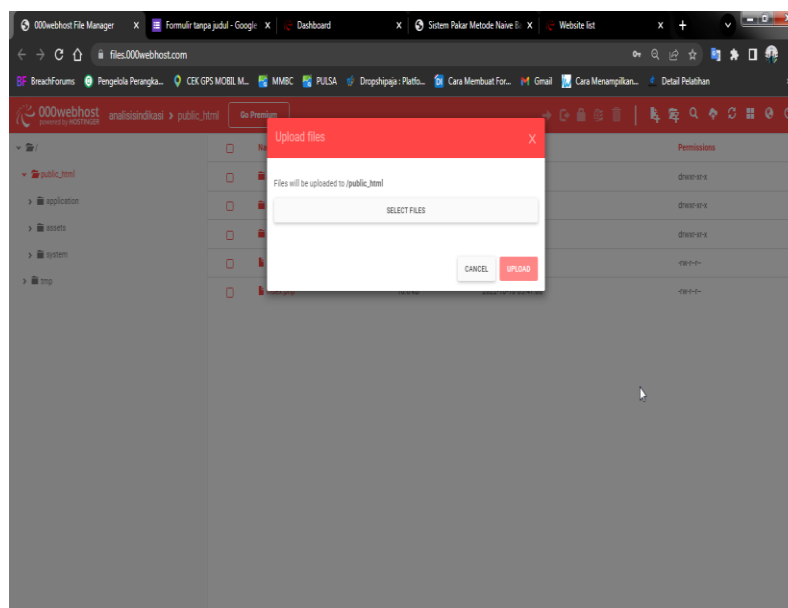 000webhost File Manager X Formulir tanpa judul - Google X Dashboard X Sistem Pakar Metode Naive Ba X Website list X +
files.000webhost.com
BF BreachForums Pengelola Perangka... CEK GPS MOBIL M... MMBC PULSA Dropshipaja : Platfo... Cara Membuat For... Gmail Cara Menampilkan... Detail Pelatihan
000webhost analisisindikasi > public_html Go Premium
powered by HOSTINGER
Upload files X
/ Permissions
public_html Files will be uploaded to /public_html drwxr-xr-x
application SELECT FILES drwxr-xr-x
assets drwxr-xr-x
system CANCEL UPLOAD -rw-r--r--
tmp -rw-r--r--